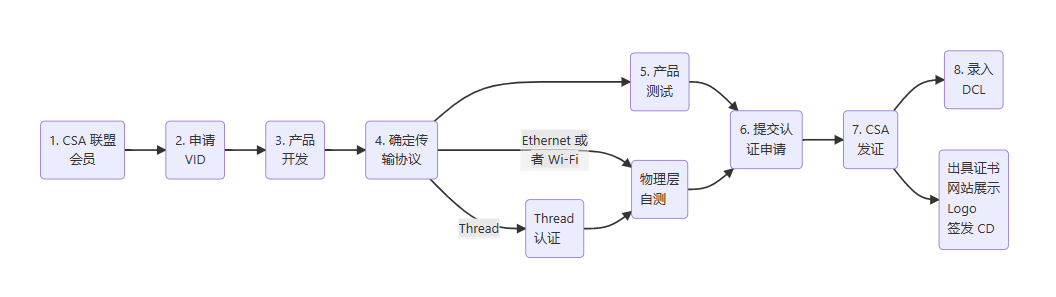 1. CSA 联盟
会员
2. 申请
VID
3. 产品
开发
4. 确定传
输协议
5. 产品
测试
Ethernet 或
者 Wi-Fi
Thread
Thread
认证
物理层
自测
6. 提交认
证申请
7. CSA
发证
8. 录入
DCL
出具证书
网站展示
Logo
签发 CD